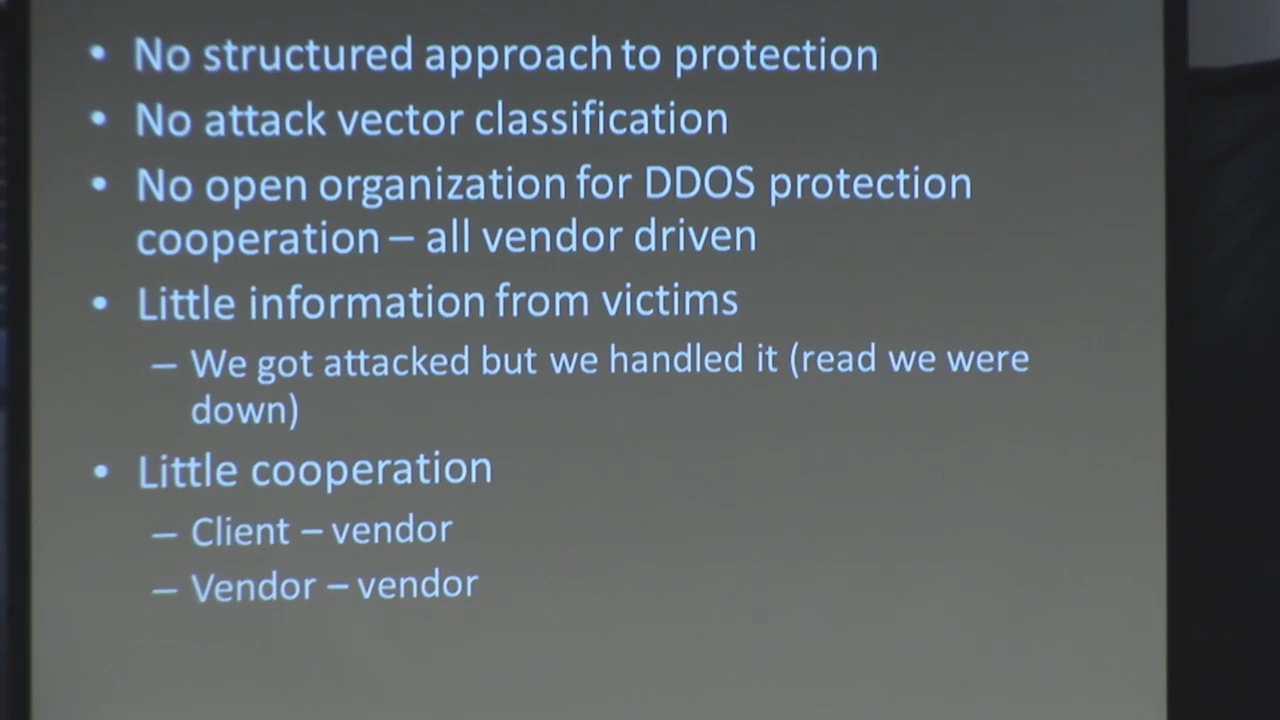 • No structured approach to protection
• No attack vector classification
• No open organization for DDOS protection
cooperation – all vendor driven
• Little information from victims
– We got attacked but we handled it (read we were
down)
• Little cooperation
– Client – vendor
– Vendor – vendor